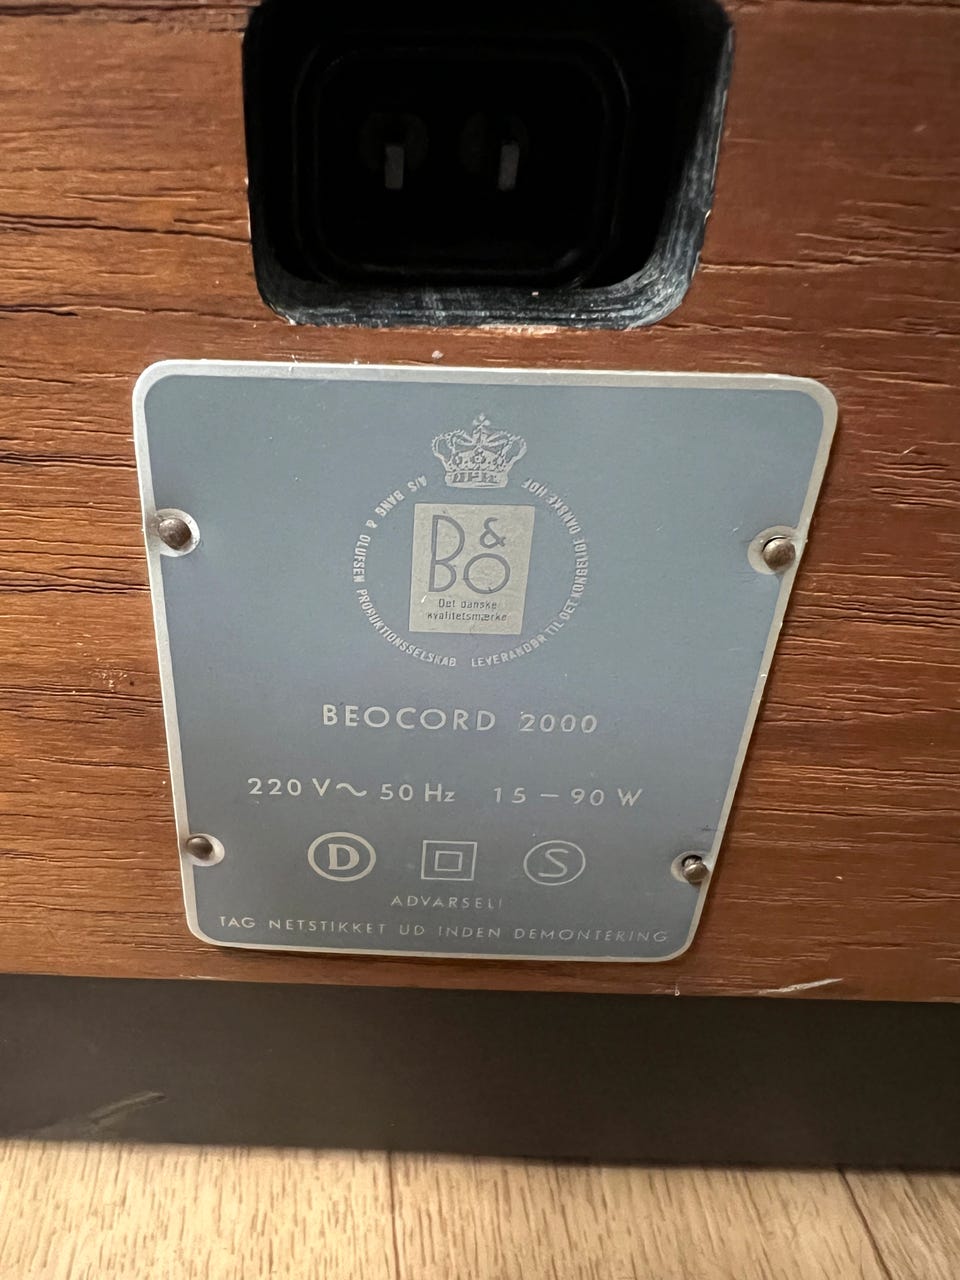 A/S BANG & OLUFSEN PRODUKTIONSSELSKAB LEVERANDØR TIL DET KONGELIGE DANSKE HOF
B&O
Det danske
kvalitetsmærke
BEOCORD 2000
220 V~ 50 Hz 15 – 90 W
D S
ADVARSEL!
TAG NETSTIKKET UD INDEN DEMONTERING